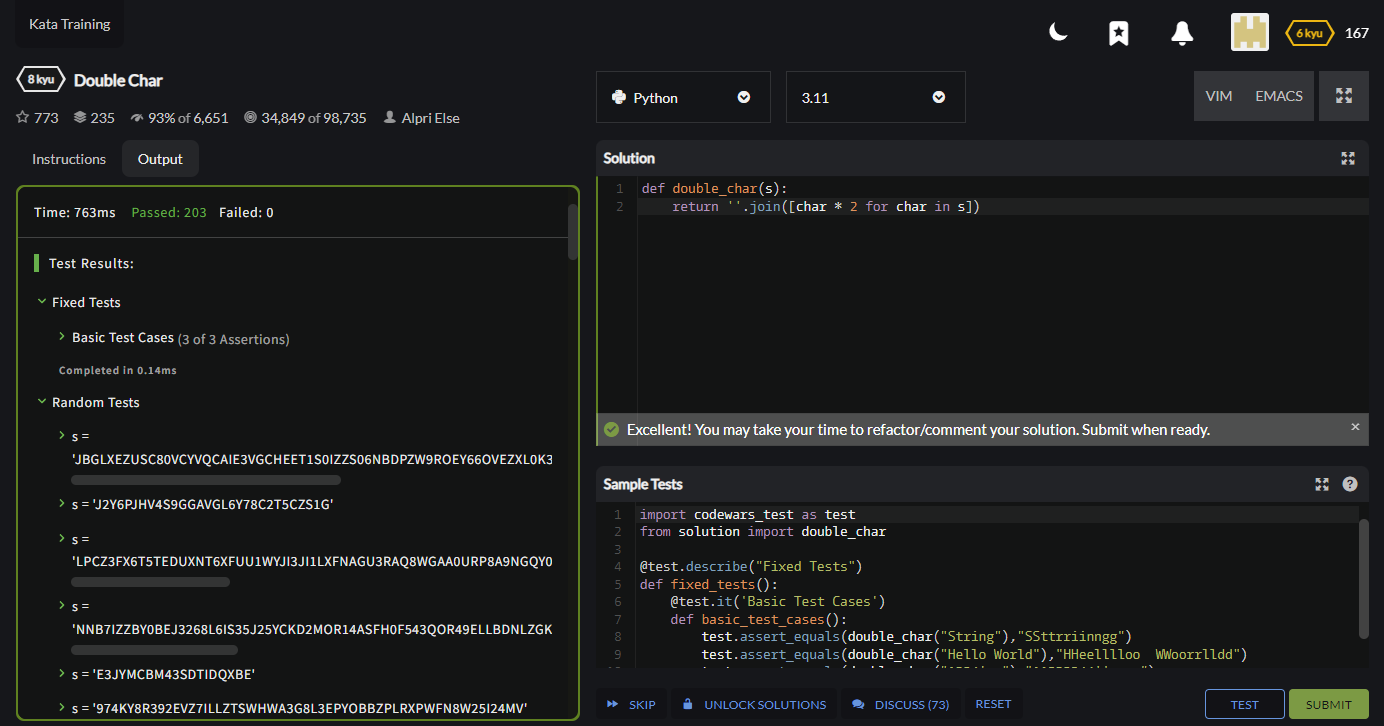 Kata Training
6 kyu 167
8 kyu Double Char
773 235 93% of 6,651 34,849 of 98,735 Alpri Else
Instructions Output
Time: 763ms Passed: 203 Failed: 0
Test Results:
Fixed Tests
Basic Test Cases (3 of 3 Assertions)
Completed in 0.14ms
Random Tests
s =
'JBGLXEZUSC80VCYVQCAIE3VGCHEET1S0IZZS06NBDPZW9ROEY66OVEZXL0K3
s = 'J2Y6PJHV4S9GGAVGL6Y78C2T5CZS1G'
s =
'LPCZ3FX6T5TEDUXNT6XFUU1WYJI3JI1LXFNAGU3RAQ8WGAA0URP8A9NGQY0
s =
'NNB7IZZBY0BEJ3268L6IS35J25YCKD2MOR14ASFH0F543QOR49ELLBDNLZGK
s = 'E3JYMCBM43SDTIDQXBE'
s = '974KY8R392EVZ7ILLZTSWHWA3G8L3EPYOBBZPLRXPWFN8W25I24MV'
Python 3.11 VIM EMACS
Solution
1 def double_char(s):
2     return ''.join([char * 2 for char in s])
Excellent! You may take your time to refactor/comment your solution. Submit when ready.
Sample Tests
1 import codewars_test as test
2 from solution import double_char
3
4 @test.describe("Fixed Tests")
5 def fixed_tests():
6     @test.it('Basic Test Cases')
7     def basic_test_cases():
8         test.assert_equals(double_char("String"),"SSttrriinngg")
9         test.assert_equals(double_char("Hello World"),"HHeelllloo  WWoorrlldd")
SKIP UNLOCK SOLUTIONS DISCUSS (73) RESET TEST SUBMIT